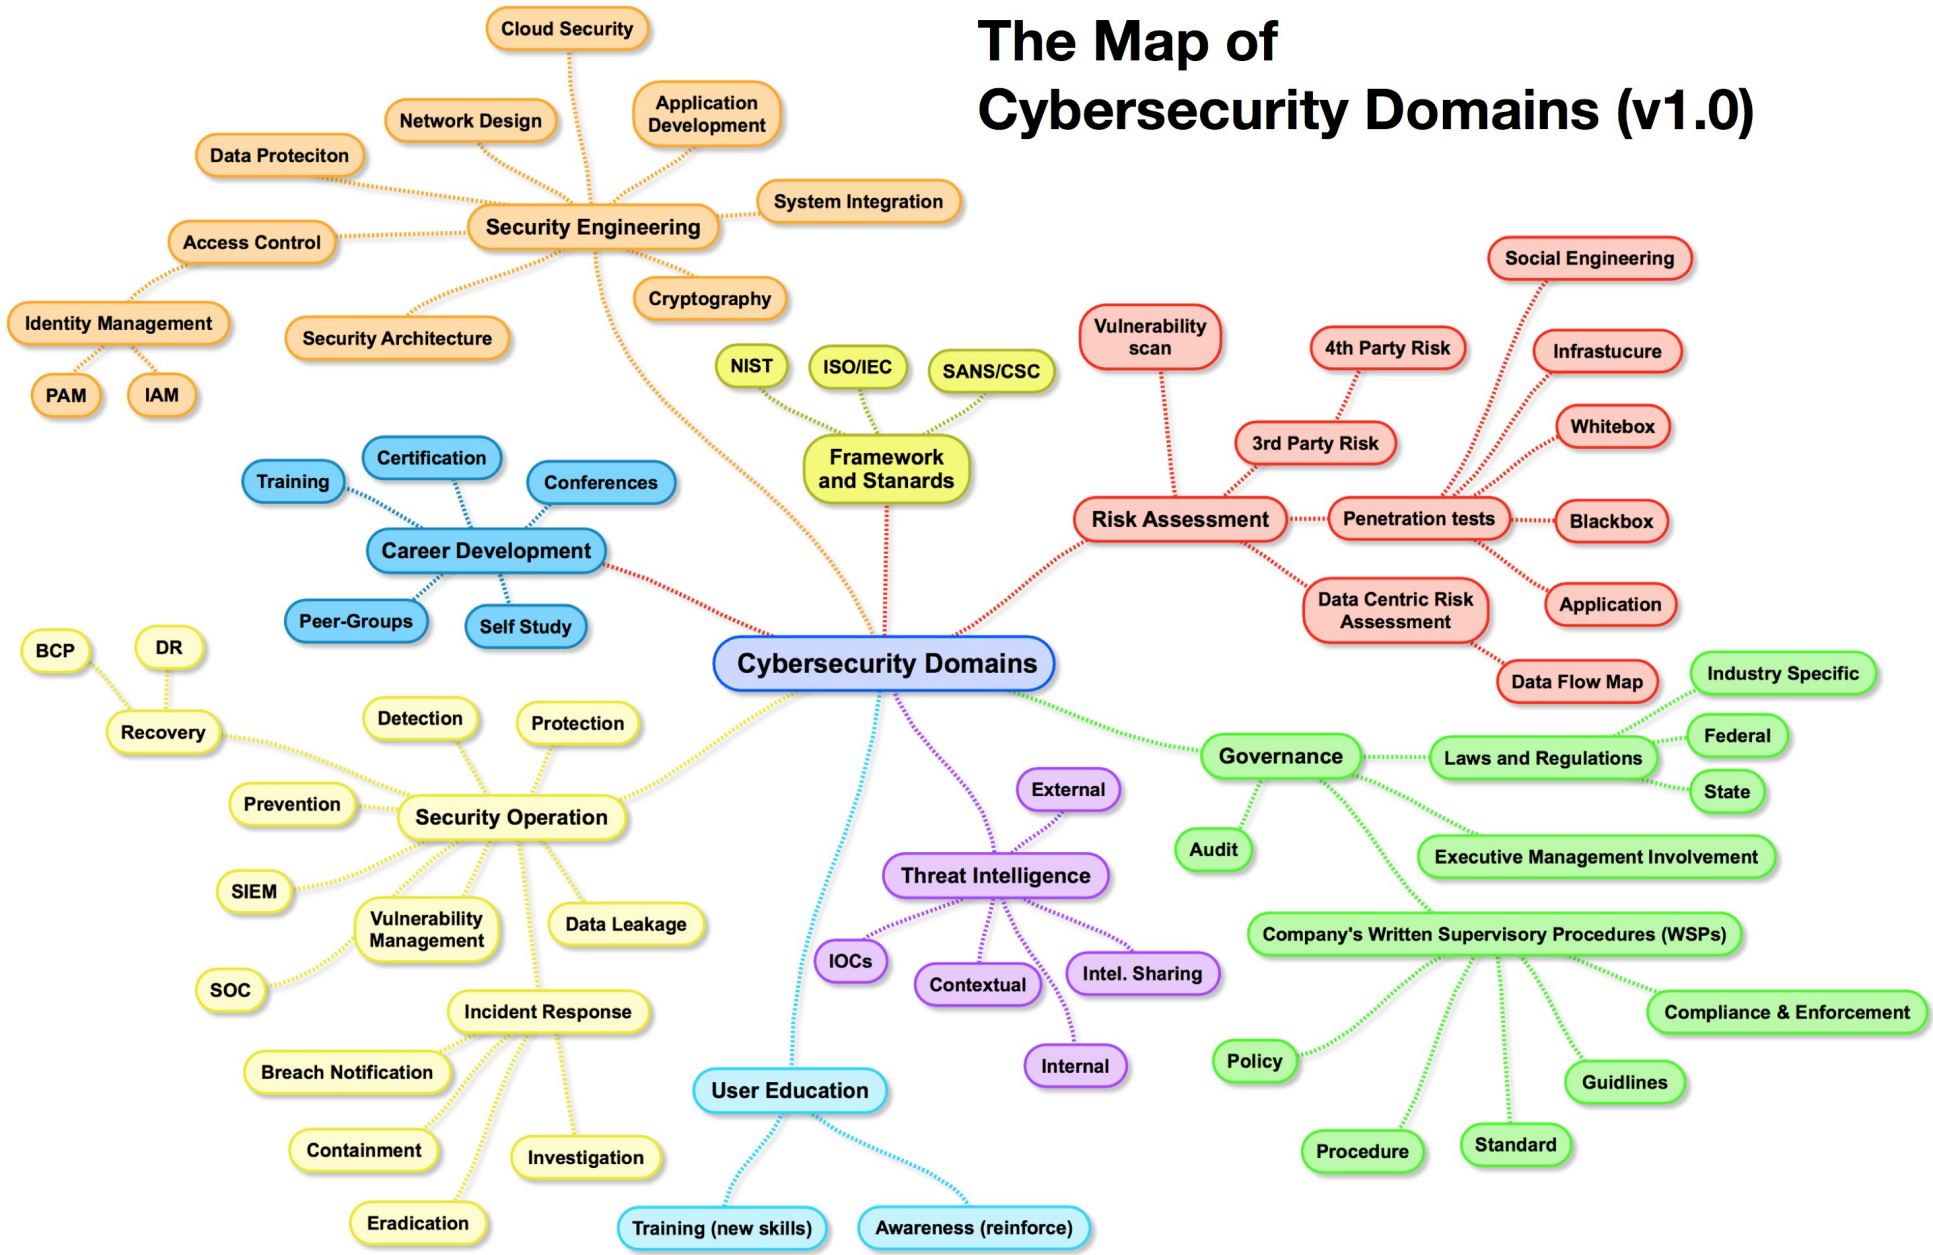 The Map of
Cybersecurity Domains (v1.0)
Cloud Security
Network Design
Application
Development
Data Proteciton
System Integration
Security Engineering
Access Control
Cryptography
Identity Management
Security Architecture
PAM
IAM
NIST
ISO/IEC
SANS/CSC
Framework
and Stanards
Training
Certification
Conferences
Career Development
Peer-Groups
Self Study
Social Engineering
Vulnerability
scan
4th Party Risk
Infrastucure
3rd Party Risk
Whitebox
Risk Assessment
Penetration tests
Blackbox
Data Centric Risk
Assessment
Application
Data Flow Map
Cybersecurity Domains
BCP
DR
Recovery
Detection
Protection
Prevention
Security Operation
SIEM
Vulnerability
Management
Data Leakage
SOC
Incident Response
Breach Notification
Containment
Investigation
Eradication
User Education
Training (new skills)
Awareness (reinforce)
External
Threat Intelligence
IOCs
Contextual
Intel. Sharing
Internal
Governance
Laws and Regulations
Industry Specific
Federal
State
Audit
Executive Management Involvement
Company's Written Supervisory Procedures (WSPs)
Compliance & Enforcement
Policy
Guidlines
Procedure
Standard